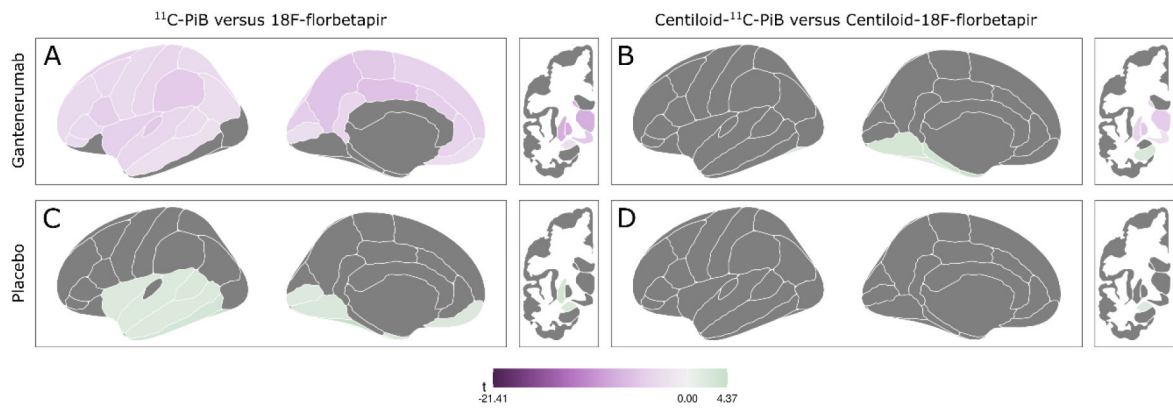 ¹¹C-PiB versus 18F-florbetapir
Centiloid-¹¹C-PiB versus Centiloid-18F-florbetapir
Gantenerumab
A
B
Placebo
C
D
t
-21.41 0.00 4.37